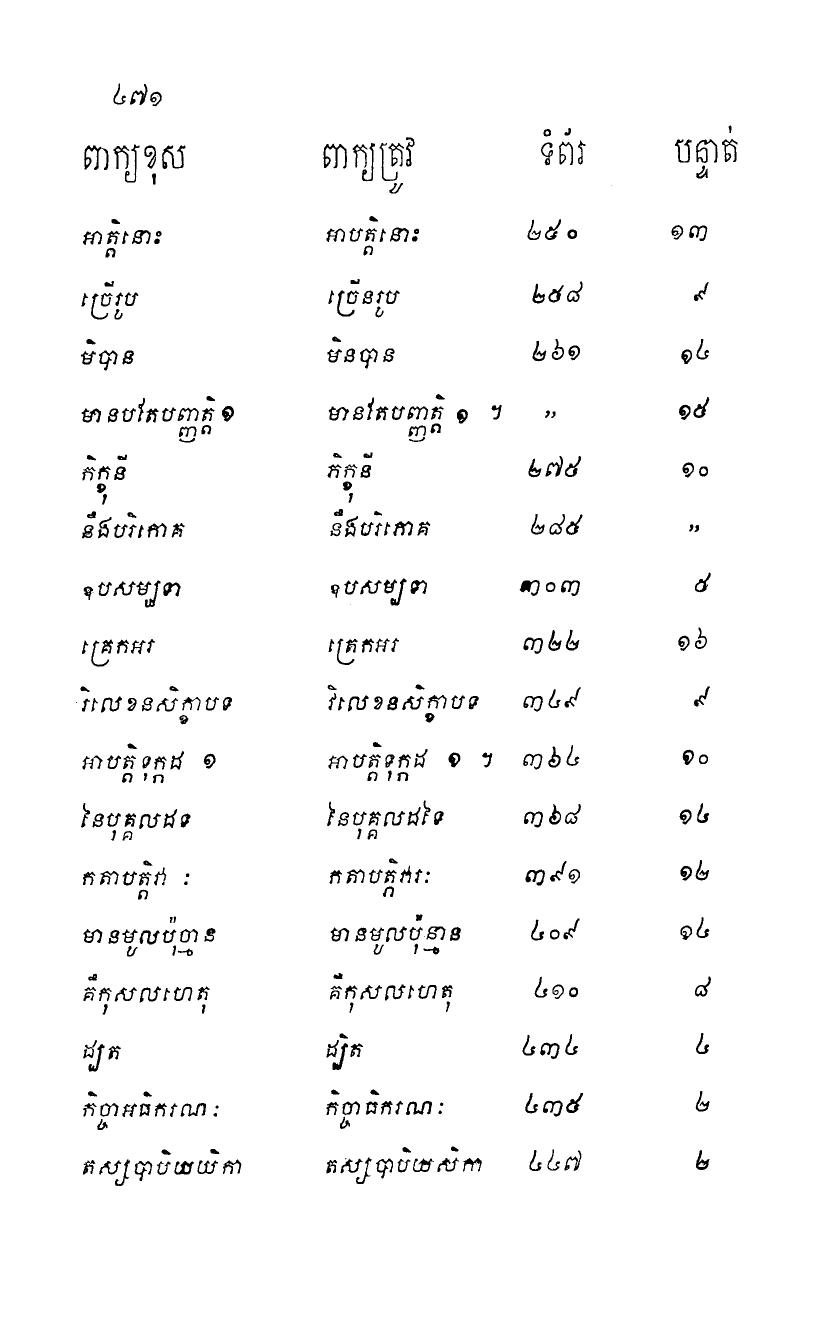 ៤៧១
ពាក្យខុស ពាក្យត្រូវ ទំព័រ បន្ទាត់
អាត្តិនោះ អាបត្តិនោះ ២៥០ ១៣
ច្រើរូប ច្រើនរូប ២៥៨ ៩
មិបាន មិនបាន ២៦១ ១៤
មានបតែបញ្ញត្តិ ១ មានតែបញ្ញត្តិ ១ ។ ,, ១៥
កិក្ខុនី ភិក្ខុនី ២៧៥ ១០
នឹងបរិកោគ នឹងបរិភោគ ២៨៥ ,,
ឧបសម្បូទា ឧបសម្បទា ៣០៣ ៥
គ្រេកអរ ត្រេកអរ ៣២២ ១៦
រិលេខនសិក្ខាបទ វិលេខនសិក្ខាបទ ៣៤៩ ៩
អាបត្តិទុក្កដ ១ អាបត្តិទុក្កដ ១ ។ ៣៦៤ ១០
នៃបុគ្គលដទ នៃបុគ្គលដទៃ ៣៦៨ ១៤
កតាបត្តិវា : កតាបត្តិករៈ ៣៩១ ១២
មានមូលប៉ុច្មាន មានមូលប៉ុន្មាន ៤០៩ ១៤
គឹកុសលហេតុ គឺកុសលហេតុ ៤១០ ៨
ដ្បូត ដ្បិត ៤៣៤ ៤
កិច្ចាអធិករណៈ កិច្ចាធិករណៈ ៤៣៥ ២
តស្សបាបិយយិកា តស្សបាបិយសិកា ៤៤៧ ២